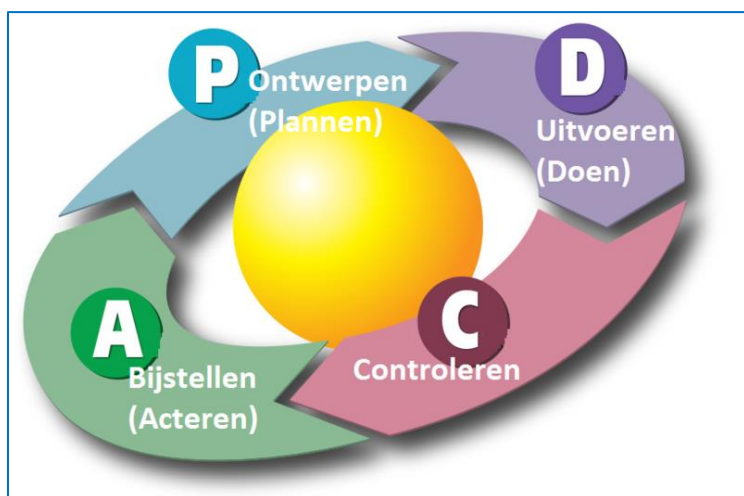 P
Ontwerpen
(Plannen)
D
Uitvoeren
(Doen)
C
Controleren
A
Bijstellen
(Acteren)